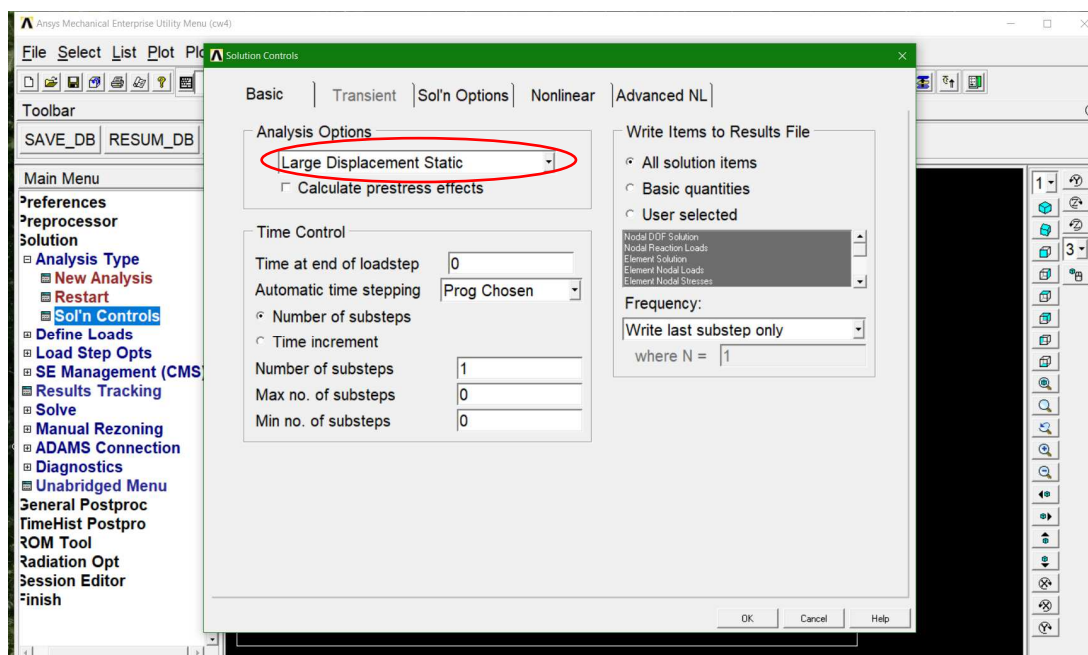 Ansys Mechanical Enterprise Utility Menu (cw4)
File Select List Plot Plc
Solution Controls
Toolbar
SAVE_DB RESUM_DB
Main Menu
Preferences
Preprocessor
Solution
Analysis Type
New Analysis
Restart
Sol'n Controls
Define Loads
Load Step Opts
SE Management (CMS)
Results Tracking
Solve
Manual Rezoning
ADAMS Connection
Diagnostics
Unabridged Menu
General Postproc
TimeHist Postpro
ROM Tool
Radiation Opt
Session Editor
Finish
Basic Transient Sol'n Options Nonlinear Advanced NL
Analysis Options
Large Displacement Static
Calculate prestress effects
Time Control
Time at end of loadstep 0
Automatic time stepping Prog Chosen
Number of substeps
Time increment
Number of substeps 1
Max no. of substeps 0
Min no. of substeps 0
Write Items to Results File
All solution items
Basic quantities
User selected
Nodal DOF Solution
Nodal Reaction Loads
Element Solution
Element Nodal Loads
Element Nodal Stresses
Frequency:
Write last substep only
where N = 1
OK Cancel Help
1
3